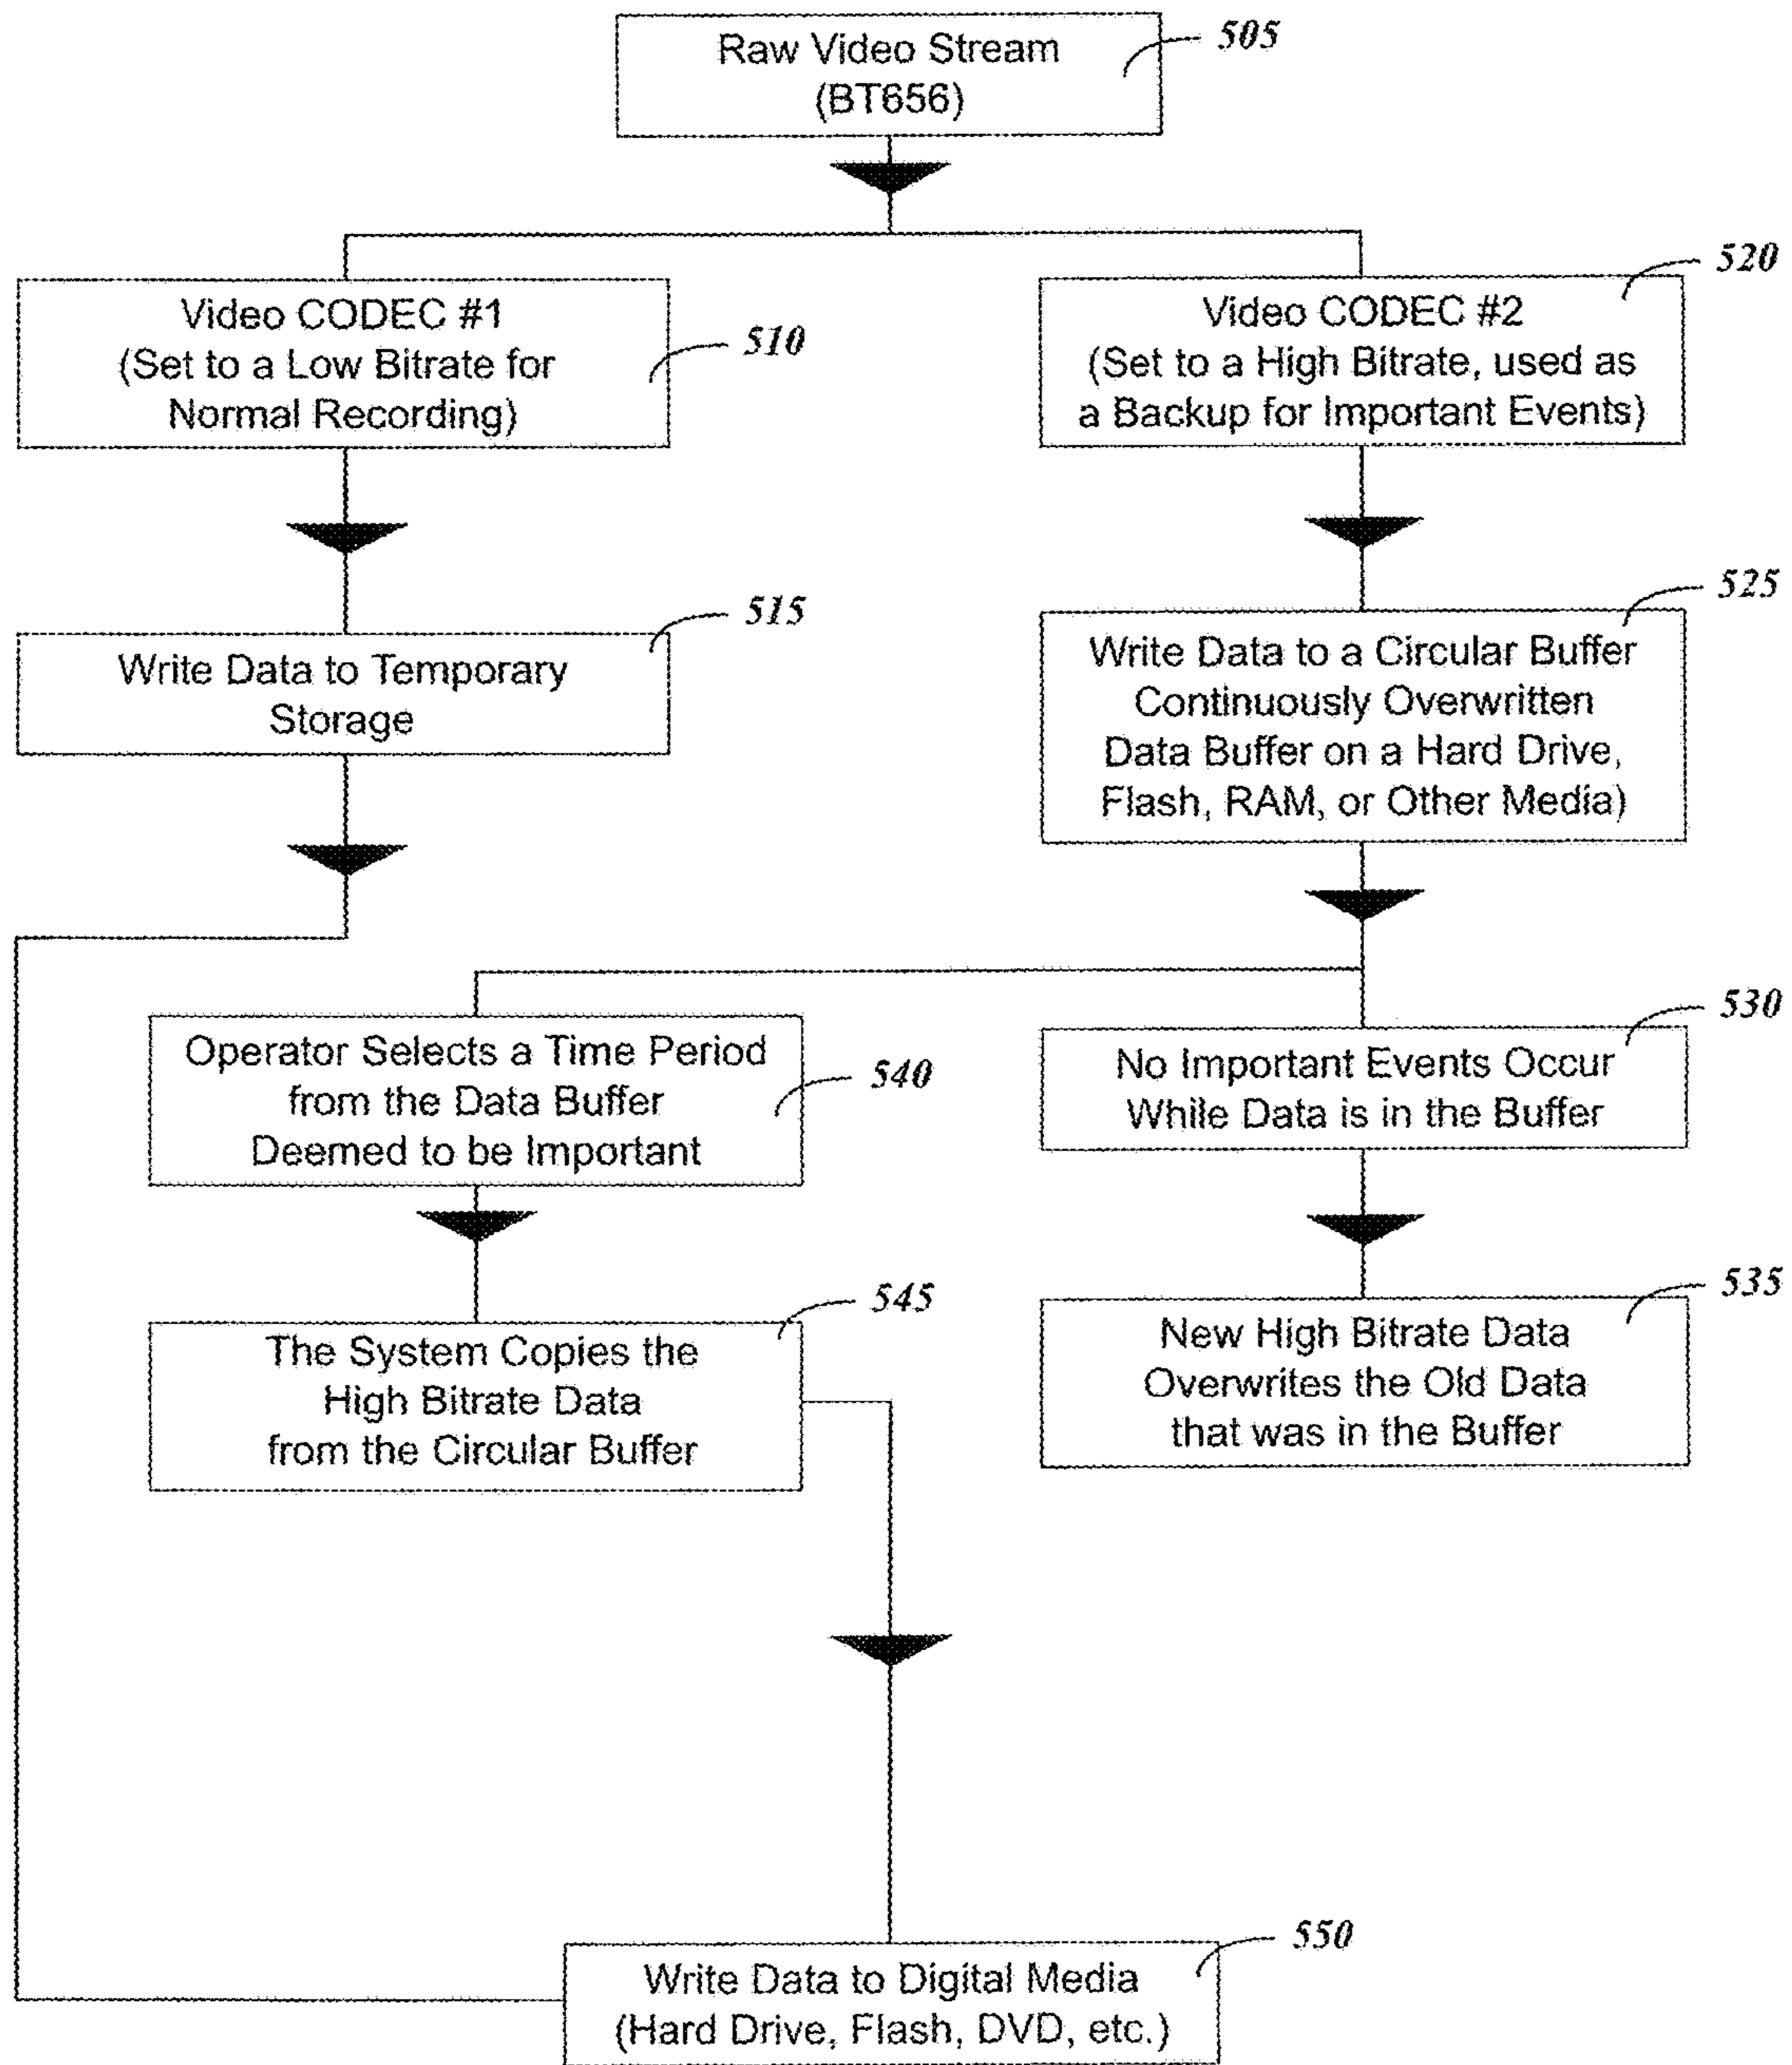 Raw Video Stream
(BT656)
505
Video CODEC #1
(Set to a Low Bitrate for
Normal Recording)
510
Video CODEC #2
(Set to a High Bitrate, used as
a Backup for Important Events)
520
Write Data to Temporary
Storage
515
Write Data to a Circular Buffer
Continuously Overwritten
Data Buffer on a Hard Drive,
Flash, RAM, or Other Media)
525
Operator Selects a Time Period
from the Data Buffer
Deemed to be Important
540
No Important Events Occur
While Data is in the Buffer
530
The System Copies the
High Bitrate Data
from the Circular Buffer
545
New High Bitrate Data
Overwrites the Old Data
that was in the Buffer
535
Write Data to Digital Media
(Hard Drive, Flash, DVD, etc.)
550